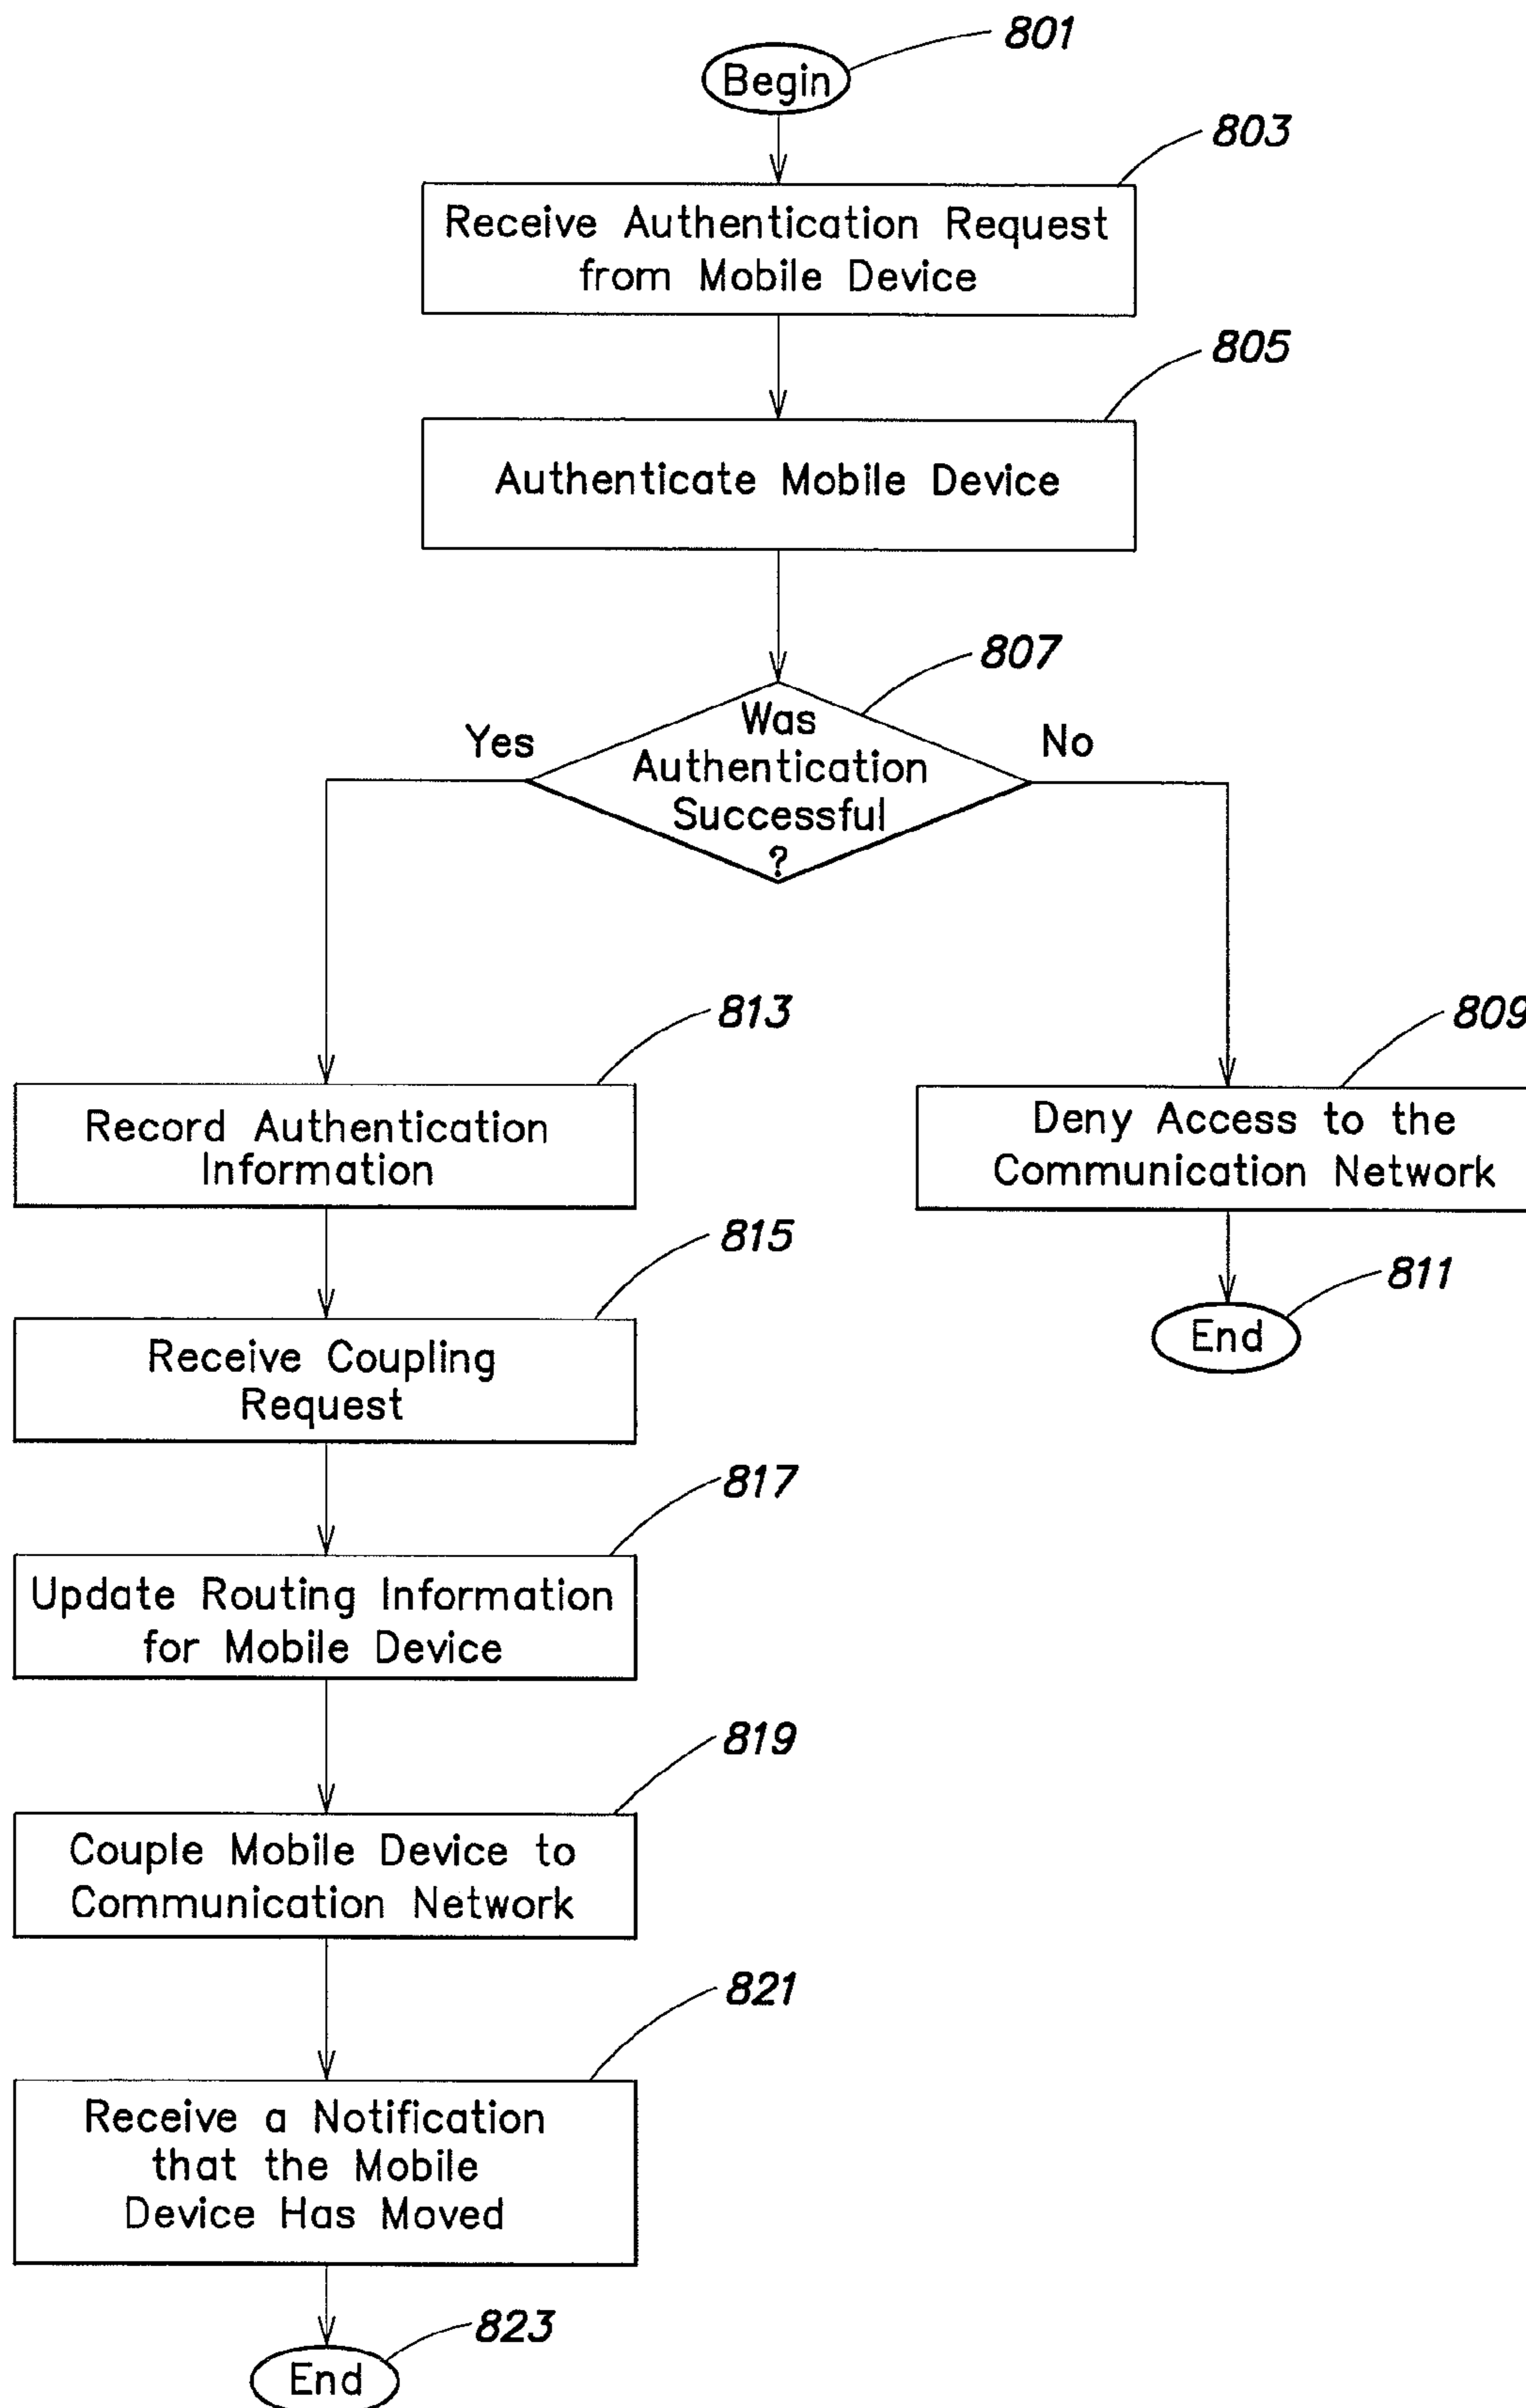 801
Begin
803
Receive Authentication Request
from Mobile Device
805
Authenticate Mobile Device
807
Yes
Was
Authentication
Successful
?
No
813
Record Authentication
Information
809
Deny Access to the
Communication Network
815
Receive Coupling
Request
811
End
817
Update Routing Information
for Mobile Device
819
Couple Mobile Device to
Communication Network
821
Receive a Notification
that the Mobile
Device Has Moved
823
End